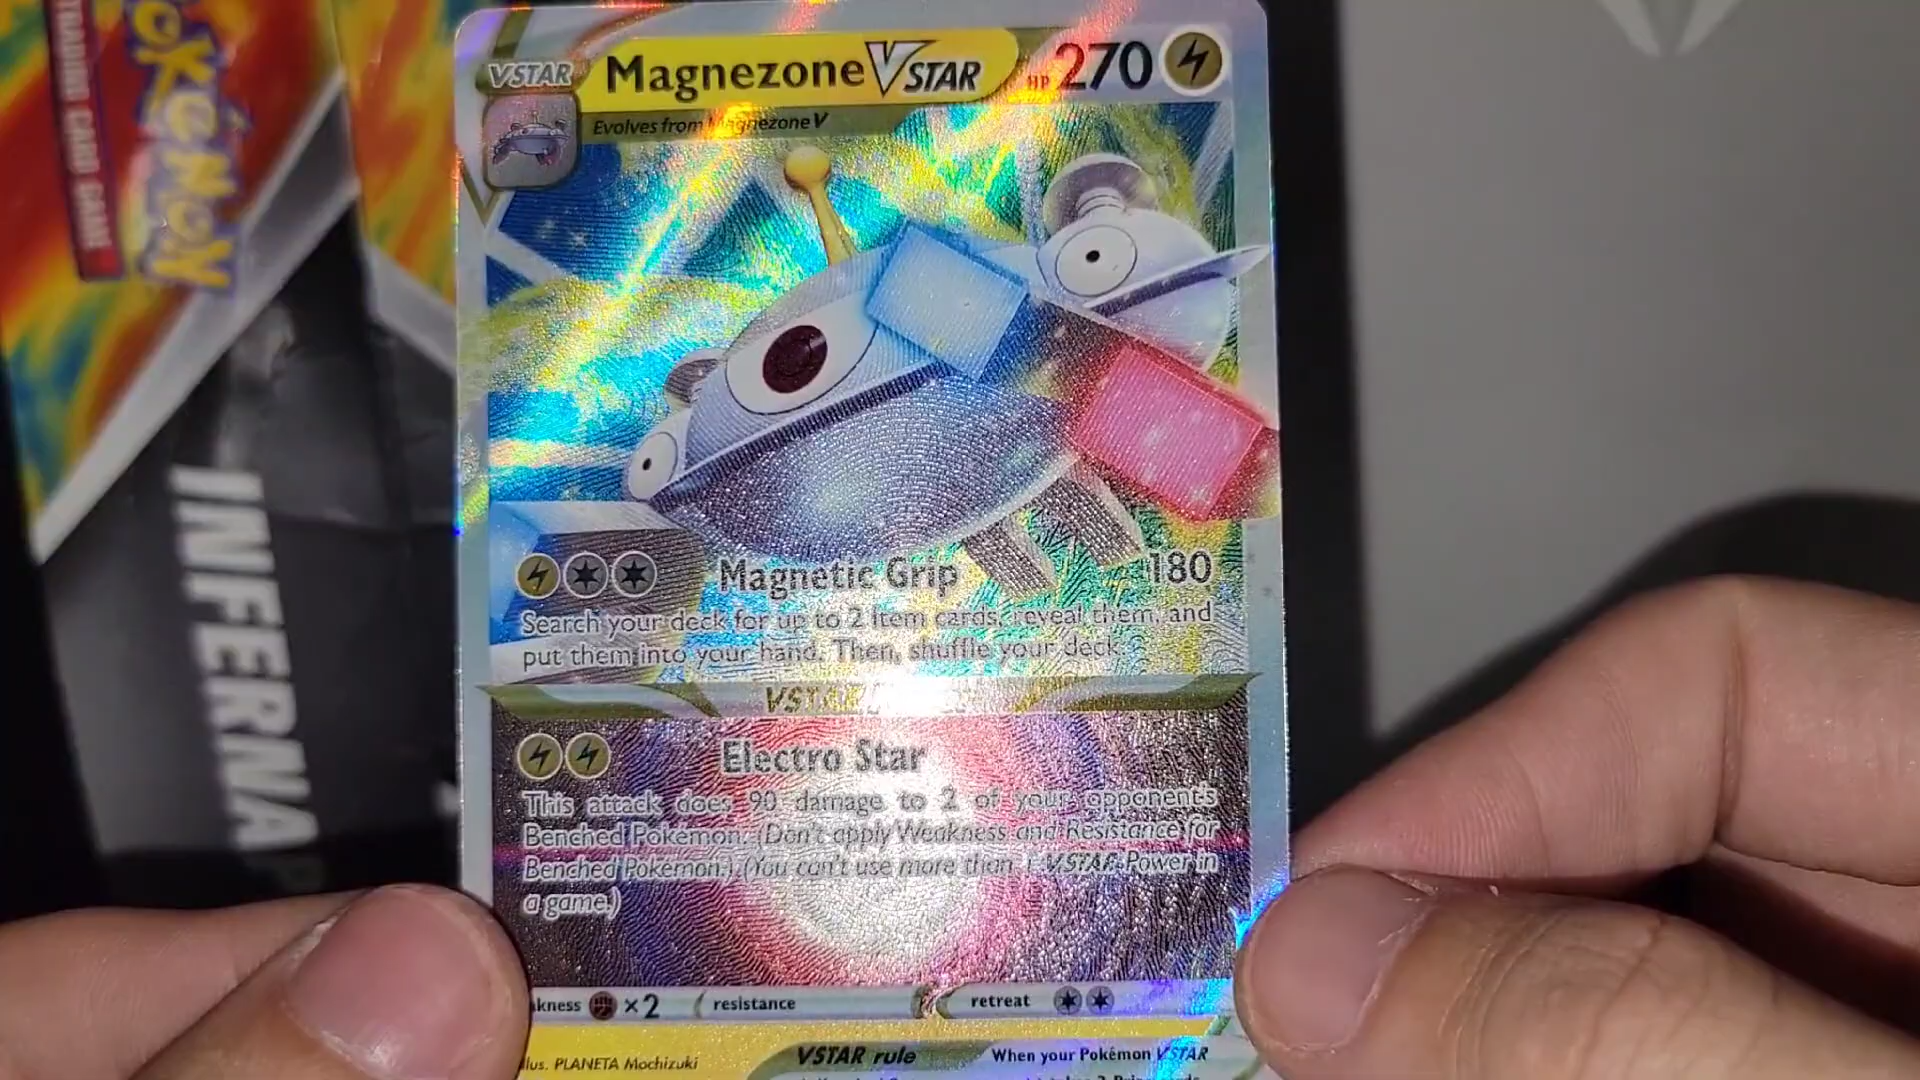 POKéMON
TRADING CARD GAME
INFERNA
VSTAR
Magnezone VSTAR HP 270
Evolves from Magnezone V
Magnetic Grip 180
Search your deck for up to 2 Item cards, reveal them, and
put them into your hand. Then, shuffle your deck.
VSTAR
Electro Star
This attack does 90 damage to 2 of your opponent's
Benched Pokémon. (Don't apply Weakness and Resistance for
Benched Pokémon.) (You can't use more than 1 VSTAR Power in
a game.)
kness ×2 resistance retreat
lus. PLANETA Mochizuki
VSTAR rule When your Pokémon VSTAR